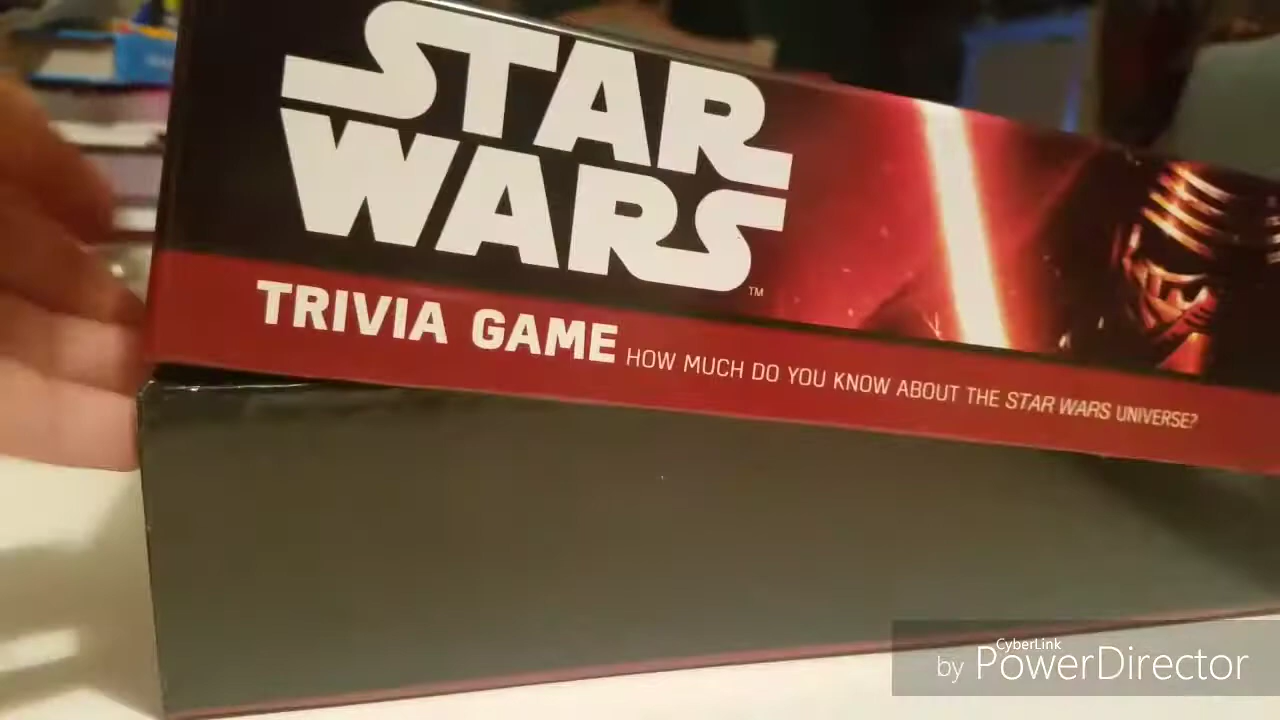 STAR
WARS
TM
TRIVIA GAME HOW MUCH DO YOU KNOW ABOUT THE STAR WARS UNIVERSE?
CyberLink
by PowerDirector